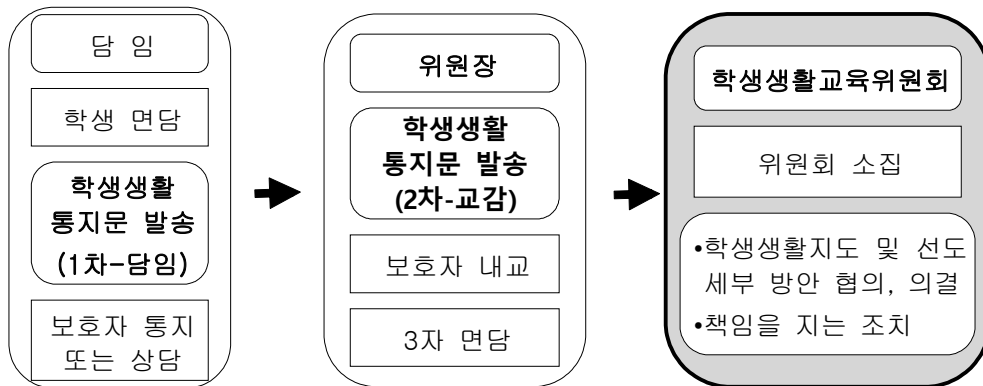 담 임
학생 면담
학생생활
통지문 발송
(1차-담임)
보호자 통지
또는 상담
위원장
학생생활
통지문 발송
(2차-교감)
보호자 내교
3자 면담
학생생활교육위원회
위원회 소집
•학생생활지도 및 선도
세부 방안 협의, 의결
•책임을 지는 조치